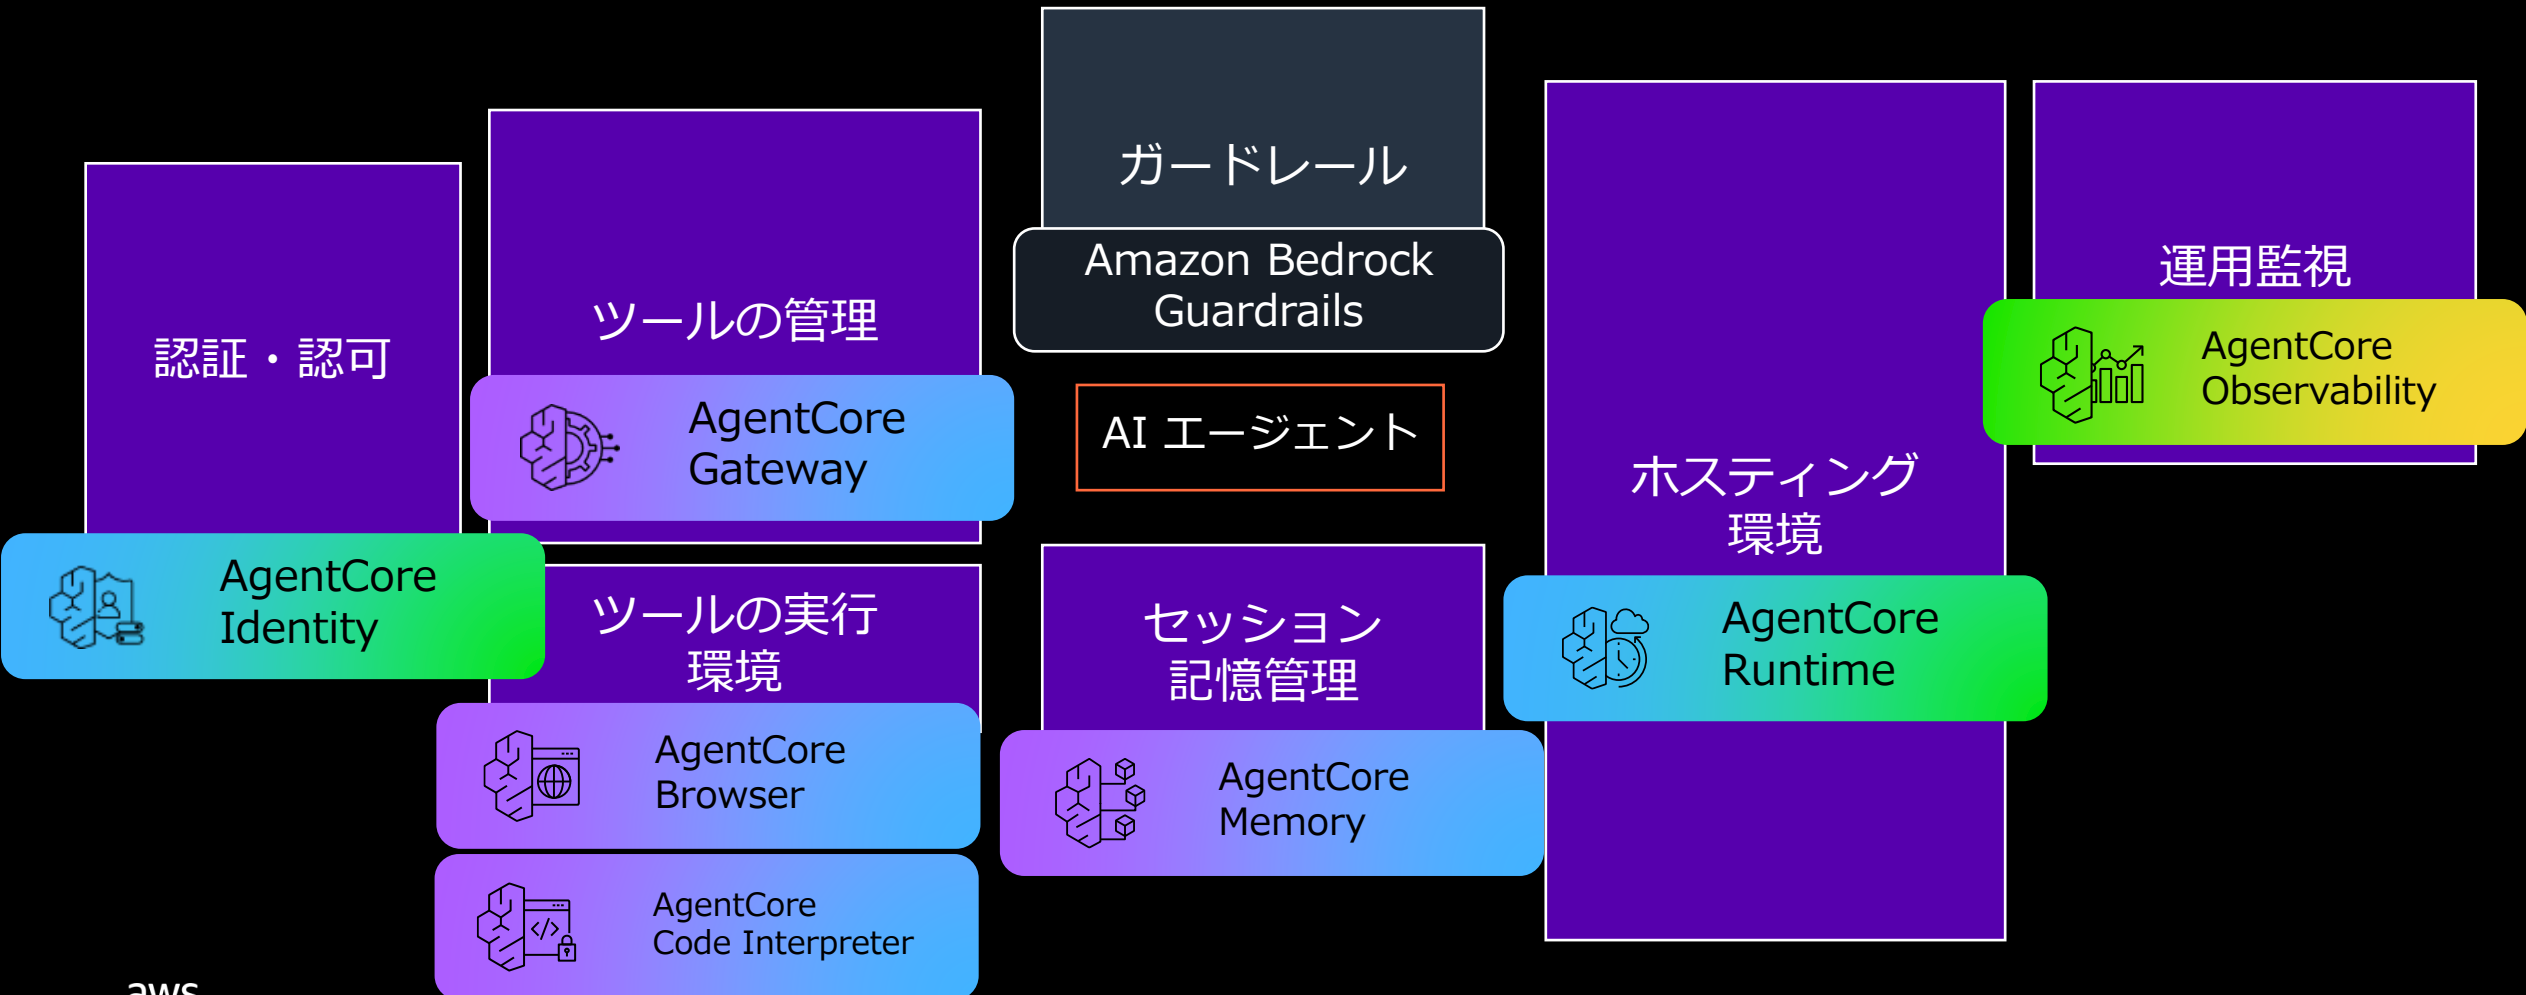 認証・認可
AgentCore
Identity
ツールの管理
AgentCore
Gateway
ツールの実行
環境
AgentCore
Browser
AgentCore
Code Interpreter
ガードレール
Amazon Bedrock
Guardrails
AI エージェント
セッション
記憶管理
AgentCore
Memory
ホスティング
環境
AgentCore
Runtime
運用監視
AgentCore
Observability
aws